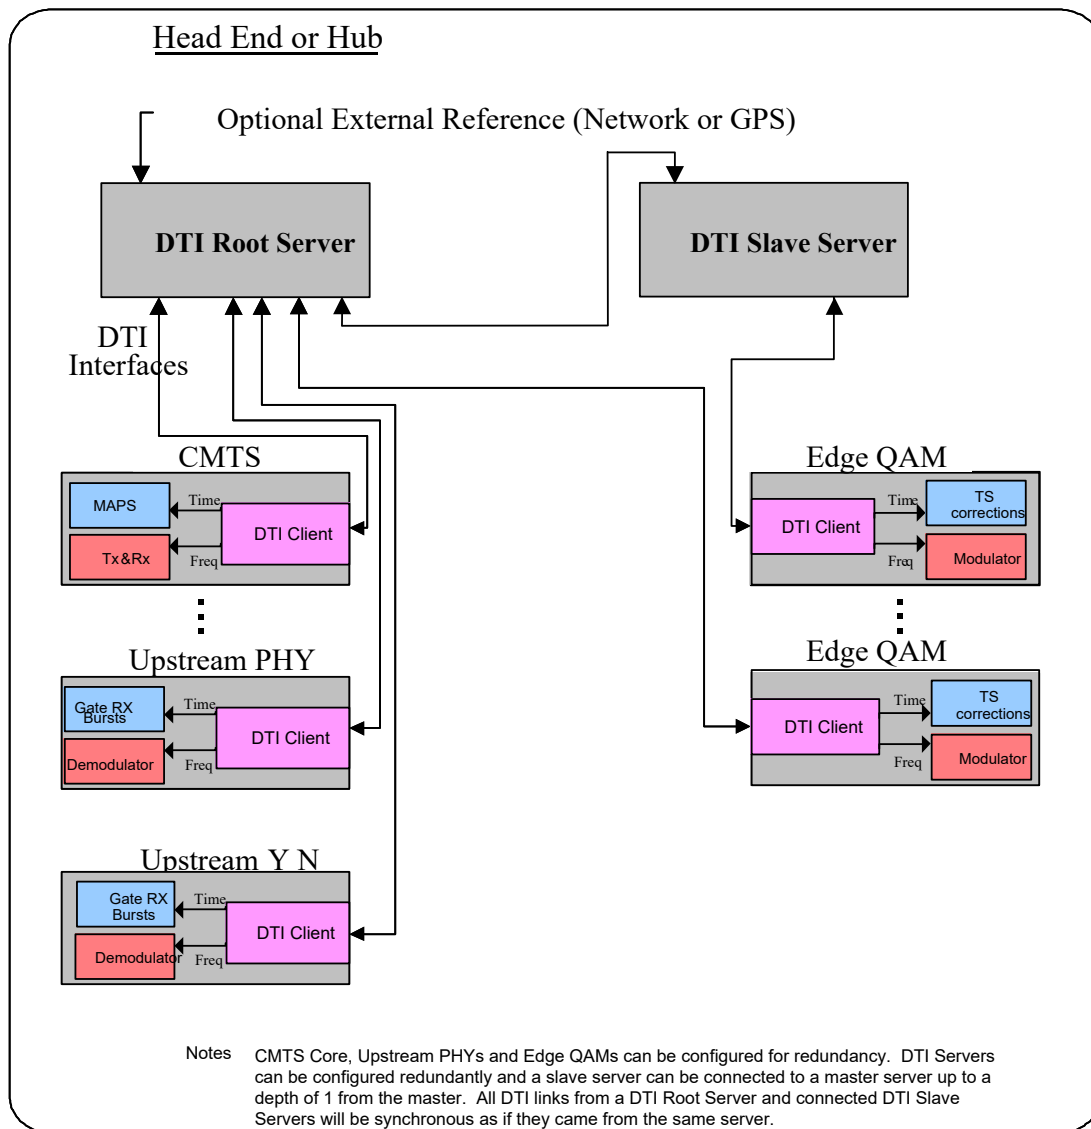 Head End or Hub
Optional External Reference (Network or GPS)
DTI Root Server
DTI Slave Server
DTI
Interfaces
CMTS
MAPS
Time
DTI Client
Tx&Rx
Freq
Edge QAM
DTI Client
Time
TS
corrections
Freq
Modulator
Upstream PHY
Gate RX
Bursts
Time
DTI Client
Demodulator
Freq
Edge QAM
DTI Client
Time
TS
corrections
Freq
Modulator
Upstream Y N
Gate RX
Bursts
Time
DTI Client
Demodulator
Freq
Notes CMTS Core, Upstream PHYs and Edge QAMs can be configured for redundancy. DTI Servers
can be configured redundantly and a slave server can be connected to a master server up to a
depth of 1 from the master. All DTI links from a DTI Root Server and connected DTI Slave
Servers will be synchronous as if they came from the same server.